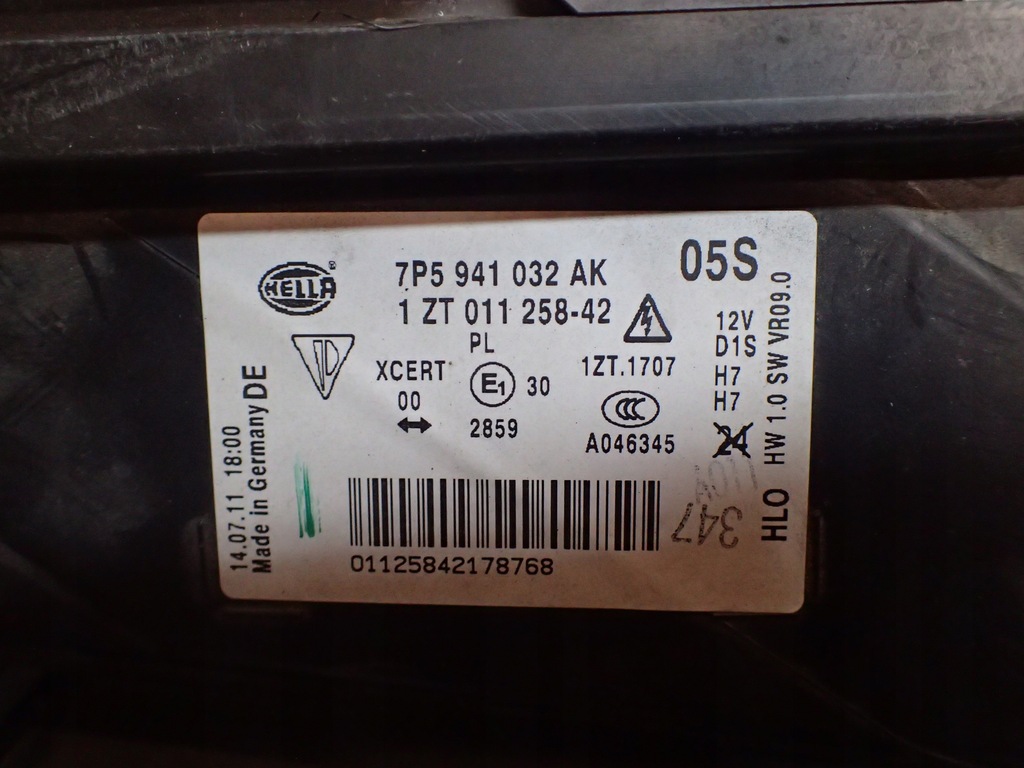 HELLA
7P5 941 032 AK
1 ZT 011 258-42
05S
PL
XCERT
00
E1
30
2859
1ZT.1707
CCC
A046345
12V
D1S
H7
H7
24
HW 1.0 SW VR09.0
HLO
14.07.11 18:00
Made in Germany DE
347
01125842178768